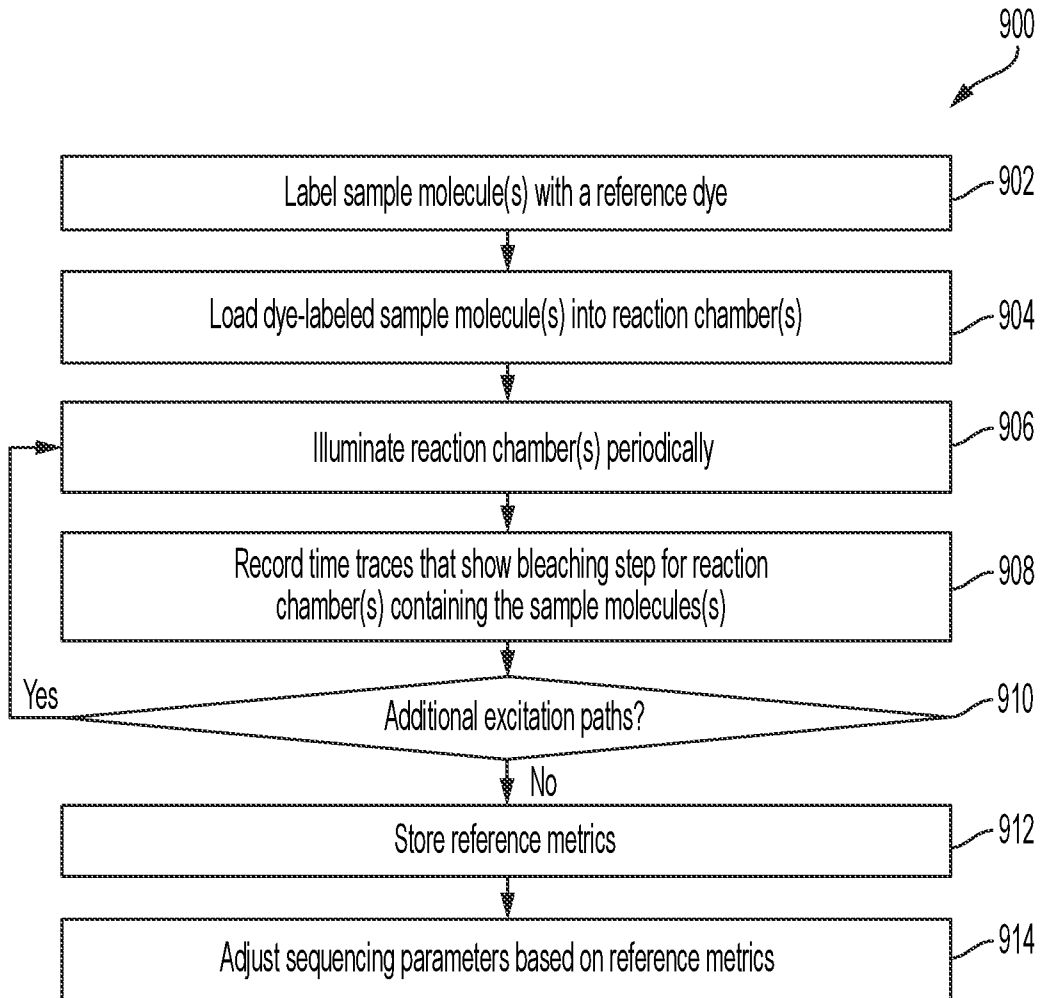 900
Label sample molecule(s) with a reference dye
902
Load dye-labeled sample molecule(s) into reaction chamber(s)
904
Illuminate reaction chamber(s) periodically
906
Record time traces that show bleaching step for reaction
chamber(s) containing the sample molecules(s)
908
Yes
Additional excitation paths?
910
No
Store reference metrics
912
Adjust sequencing parameters based on reference metrics
914